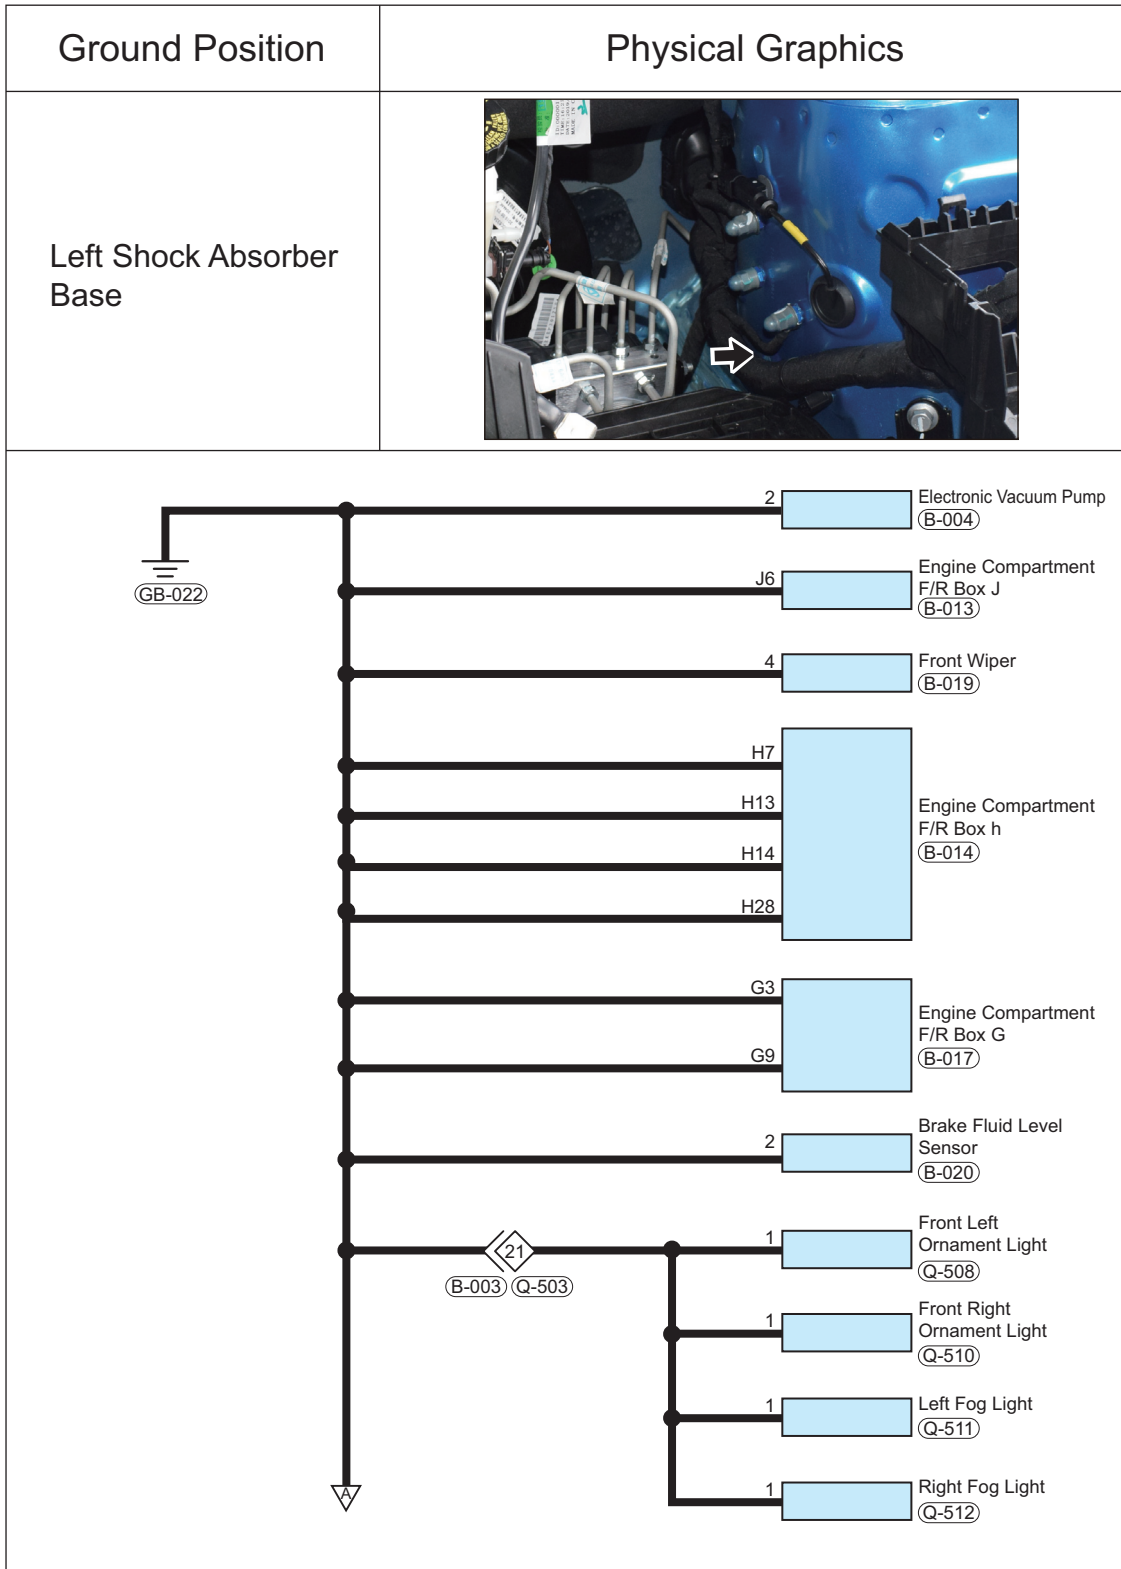 Ground Position
Physical Graphics
Left Shock Absorber
Base
2
Electronic Vacuum Pump
B-004
GB-022
J6
Engine Compartment
F/R Box J
B-013
4
Front Wiper
B-019
H7
H13
H14
H28
Engine Compartment
F/R Box h
B-014
G3
G9
Engine Compartment
F/R Box G
B-017
2
Brake Fluid Level
Sensor
B-020
21
B-003 Q-503
1
Front Left
Ornament Light
Q-508
1
Front Right
Ornament Light
Q-510
1
Left Fog Light
Q-511
1
Right Fog Light
Q-512
A